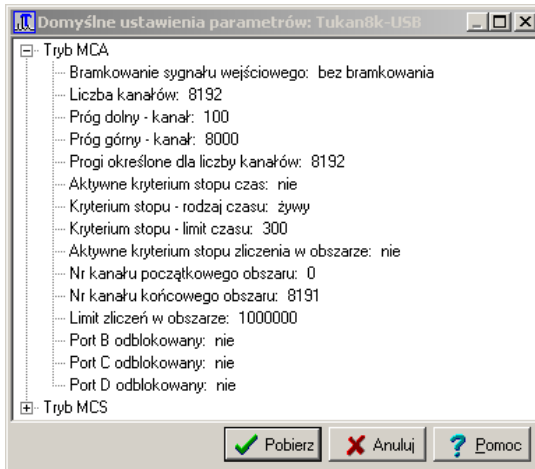 Domyślne ustawienia parametrów: Tukan8k-USB
Tryb MCA
Bramkowanie sygnału wejściowego: bez bramkowania
Liczba kanałów: 8192
Próg dolny - kanał: 100
Próg górny - kanał: 8000
Progi określone dla liczby kanałów: 8192
Aktywne kryterium stopu czas: nie
Kryterium stopu - rodzaj czasu: żywy
Kryterium stopu - limit czasu: 300
Aktywne kryterium stopu zliczenia w obszarze: nie
Nr kanału początkowego obszaru: 0
Nr kanału końcowego obszaru: 8191
Limit zliczeń w obszarze: 1000000
Port B odblokowany: nie
Port C odblokowany: nie
Port D odblokowany: nie
Tryb MCS
Pobierz Anuluj Pomoc